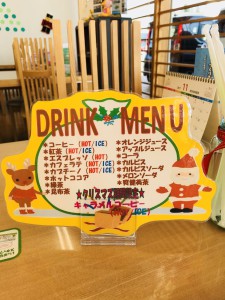 DRINK MENU
*コーヒー (HOT/ICE)
*紅茶 (HOT/ICE)
*エスプレッソ (HOT)
*カフェラテ (HOT/ICE)
*カプチーノ (HOT/ICE)
*ホットココア
*緑茶
*昆布茶
*オレンジジュース
*アップルジュース
*コーラ
*カルピス
*カルピスソーダ
*メロンソーダ
*烏龍茶
★クリスマス
キャラメルコーヒー
ICE)